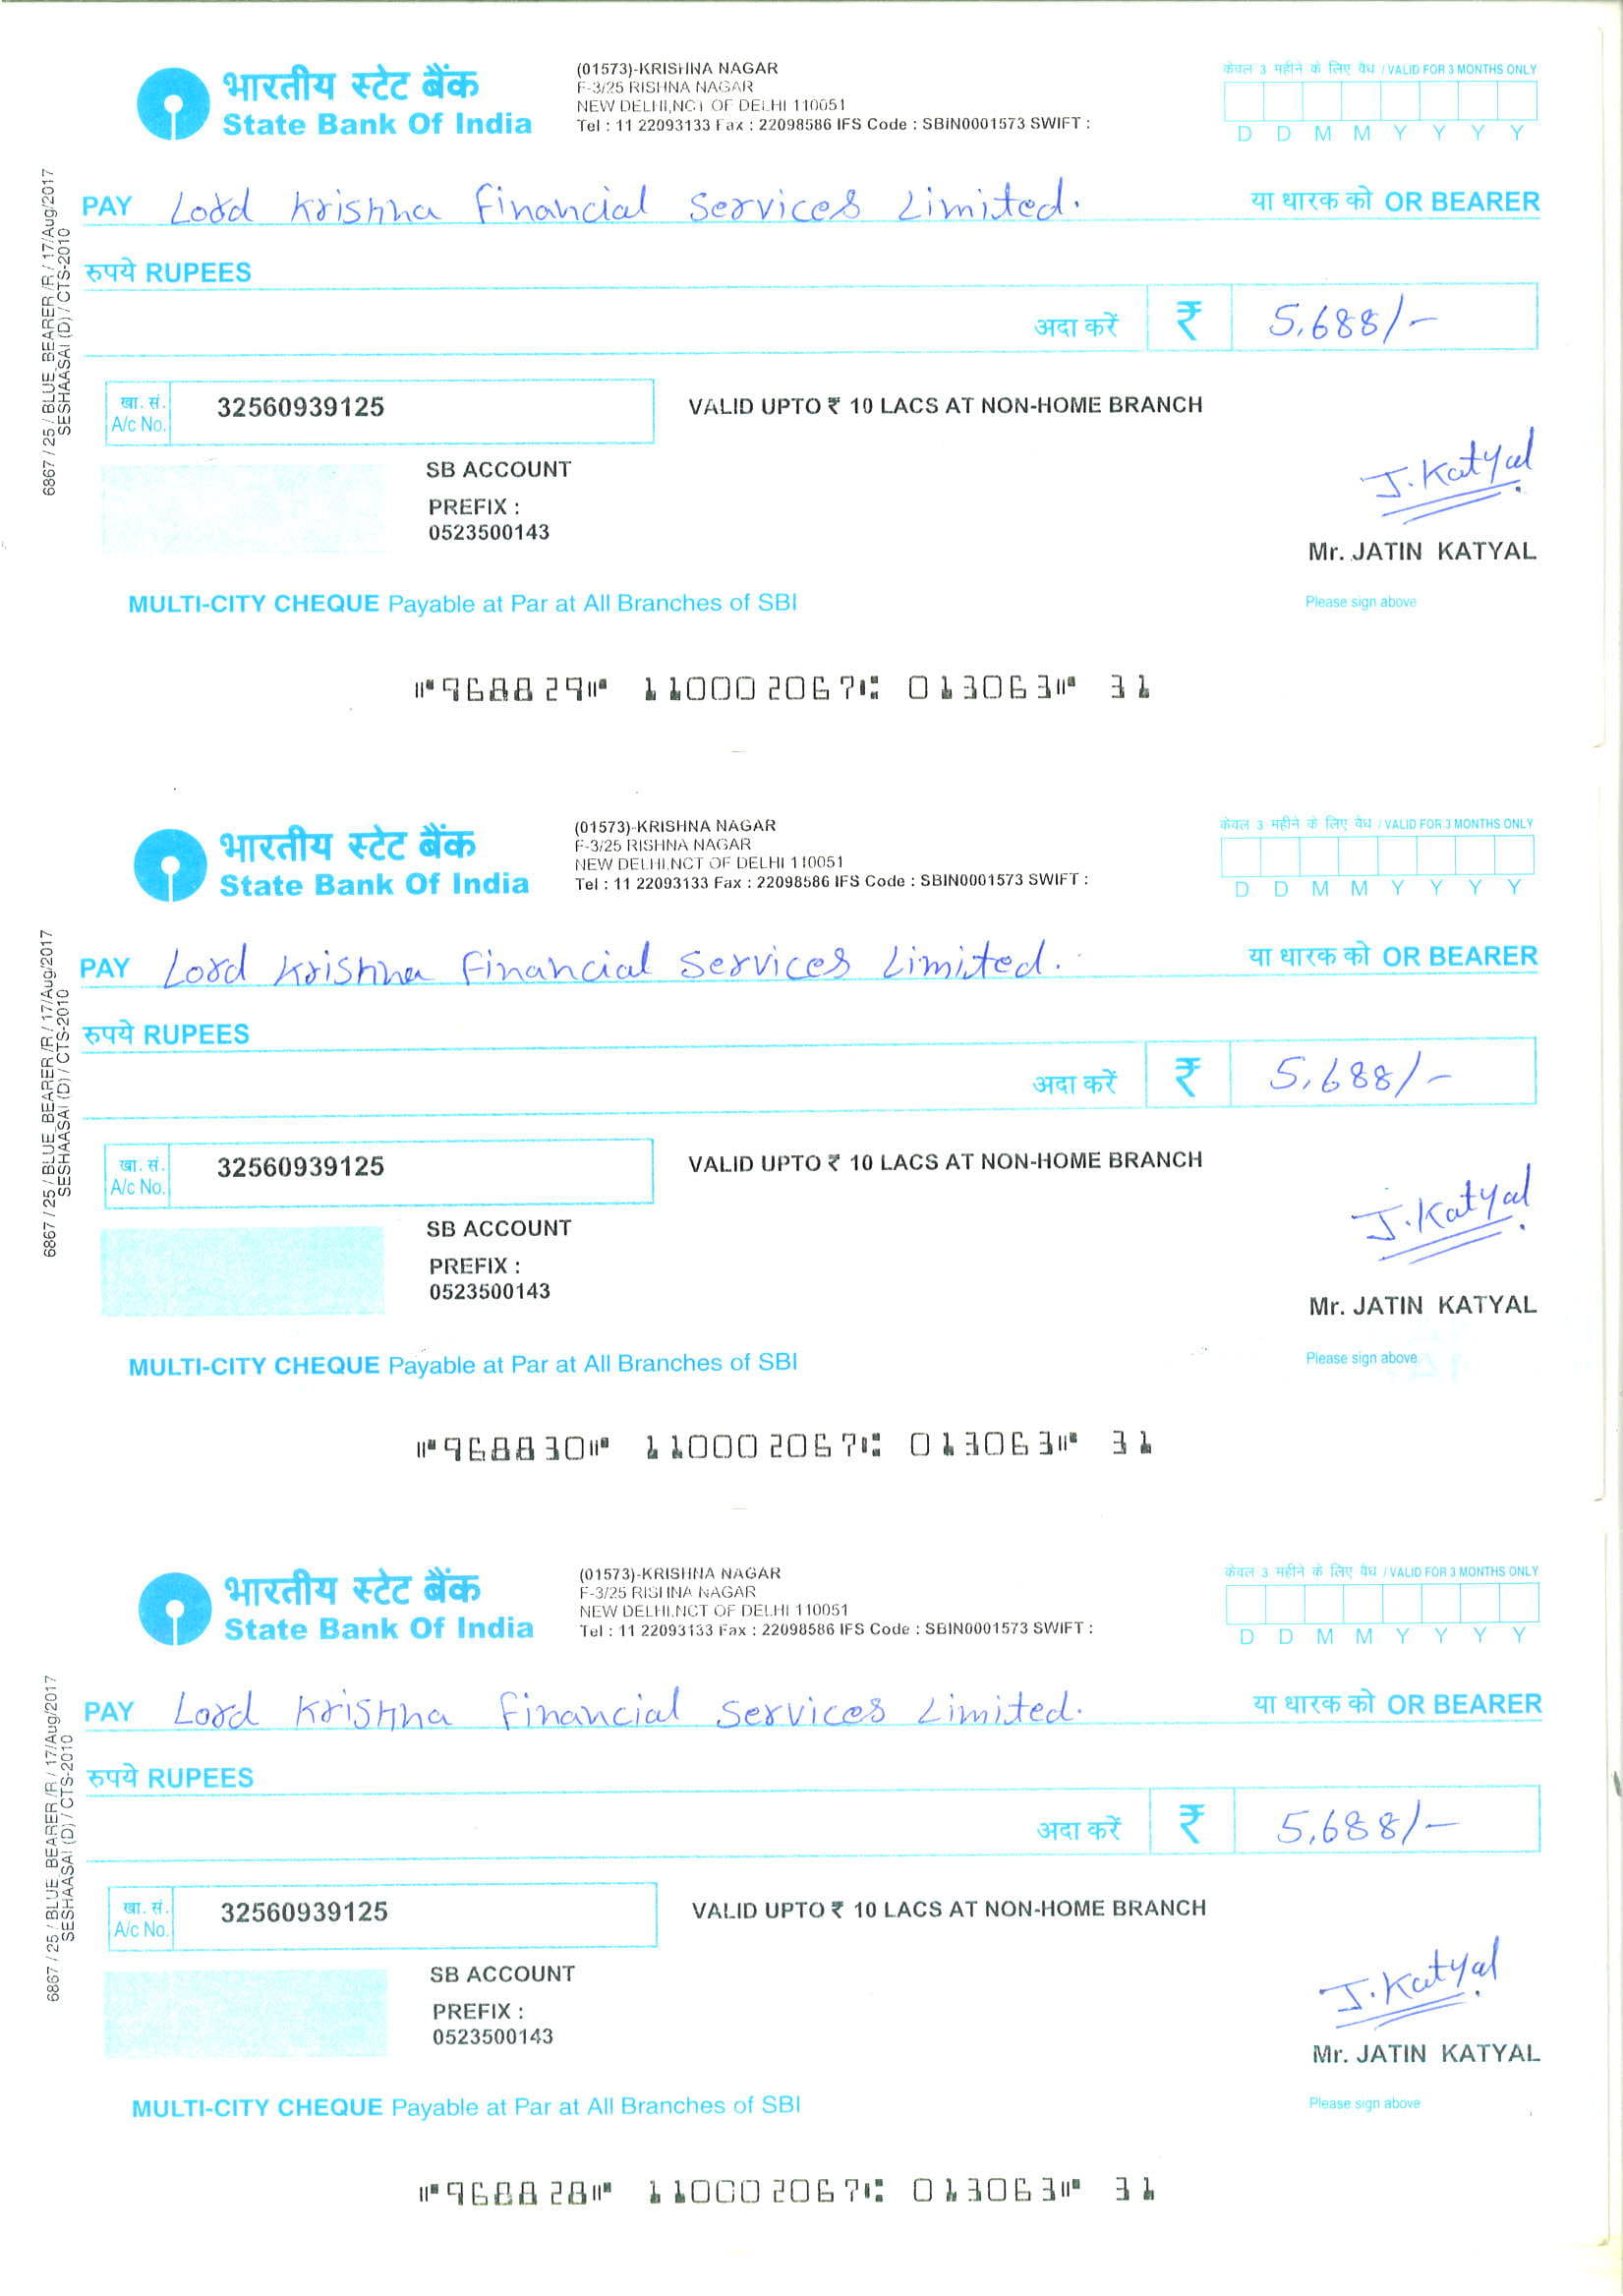 भारतीय स्टेट बैंक
State Bank Of India
(01573)-KRISHNA NAGAR
F-3/25 RISHNA NAGAR
NEW DELHI,NCT OF DELHI 110051
Tel : 11 22093133 Fax : 22098586 IFS Code : SBIN0001573 SWIFT :
केवल 3 महीने के लिए वैध / VALID FOR 3 MONTHS ONLY
D D M M Y Y Y Y
PAY Lord Krishna Financial Services Limited. या धारक को OR BEARER
रुपये RUPEES
अदा करें ₹ 5,688/-
खा. सं. A/c No. 32560939125
VALID UPTO ₹ 10 LACS AT NON-HOME BRANCH
SB ACCOUNT
PREFIX :
0523500143
J. Katyal
Mr. JATIN KATYAL
MULTI-CITY CHEQUE Payable at Par at All Branches of SBI
Please sign above
⑈968829⑈ 110002067⑆ 013063⑈ 31
6867 / 25 / BLUE_BEARER /R / 17/Aug/2017
SESHAASAI (D) / CTS-2010
भारतीय स्टेट बैंक
State Bank Of India
(01573)-KRISHNA NAGAR
F-3/25 RISHNA NAGAR
NEW DELHI,NCT OF DELHI 110051
Tel : 11 22093133 Fax : 22098586 IFS Code : SBIN0001573 SWIFT :
केवल 3 महीने के लिए वैध / VALID FOR 3 MONTHS ONLY
D D M M Y Y Y Y
PAY Lord Krishna Financial Services Limited. या धारक को OR BEARER
रुपये RUPEES
अदा करें ₹ 5,688/-
खा. सं. A/c No. 32560939125
VALID UPTO ₹ 10 LACS AT NON-HOME BRANCH
SB ACCOUNT
PREFIX :
0523500143
J. Katyal
Mr. JATIN KATYAL
MULTI-CITY CHEQUE Payable at Par at All Branches of SBI
Please sign above
⑈968830⑈ 110002067⑆ 013063⑈ 31
6867 / 25 / BLUE_BEARER /R / 17/Aug/2017
SESHAASAI (D) / CTS-2010
भारतीय स्टेट बैंक
State Bank Of India
(01573)-KRISHNA NAGAR
F-3/25 RISHNA NAGAR
NEW DELHI,NCT OF DELHI 110051
Tel : 11 22093133 Fax : 22098586 IFS Code : SBIN0001573 SWIFT :
केवल 3 महीने के लिए वैध / VALID FOR 3 MONTHS ONLY
D D M M Y Y Y Y
PAY Lord Krishna Financial Services Limited. या धारक को OR BEARER
रुपये RUPEES
अदा करें ₹ 5,688/-
खा. सं. A/c No. 32560939125
VALID UPTO ₹ 10 LACS AT NON-HOME BRANCH
SB ACCOUNT
PREFIX :
0523500143
J. Katyal
Mr. JATIN KATYAL
MULTI-CITY CHEQUE Payable at Par at All Branches of SBI
Please sign above
⑈968828⑈ 110002067⑆ 013063⑈ 31
6867 / 25 / BLUE_BEARER /R / 17/Aug/2017
SESHAASAI (D) / CTS-2010